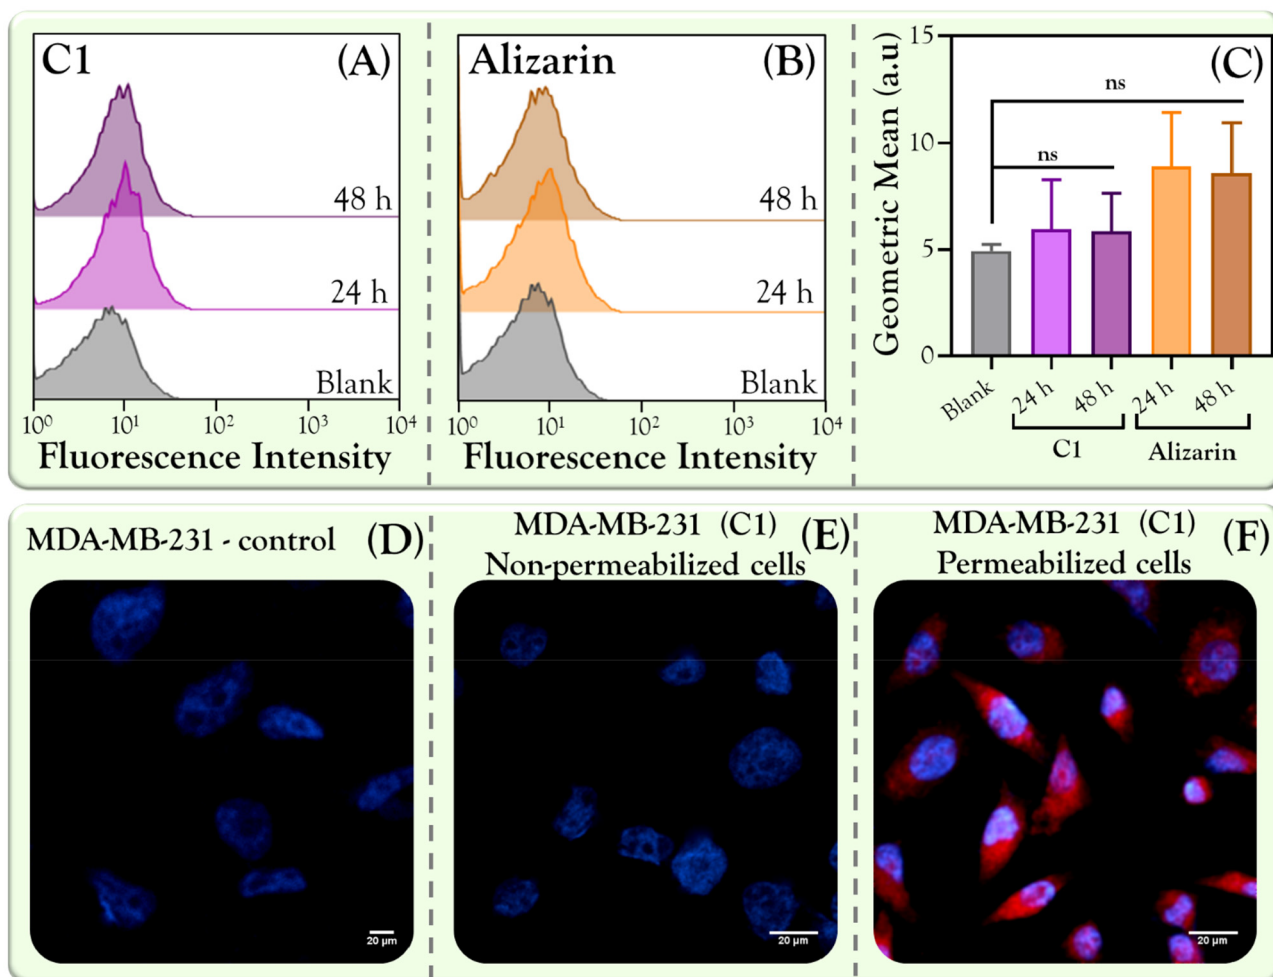 C1 (A)
48 h
24 h
Blank
10⁰ 10¹ 10² 10³ 10⁴
Fluorescence Intensity
Alizarin (B)
48 h
24 h
Blank
10⁰ 10¹ 10² 10³ 10⁴
Fluorescence Intensity
(C)
Geometric Mean (a.u)
15
10
5
0
ns
ns
Blank 24 h 48 h 24 h 48 h
C1 Alizarin
MDA-MB-231 - control (D)
20 µm
MDA-MB-231 (C1) (E)
Non-permeabilized cells
20 µm
MDA-MB-231 (C1) (F)
Permeabilized cells
20 µm